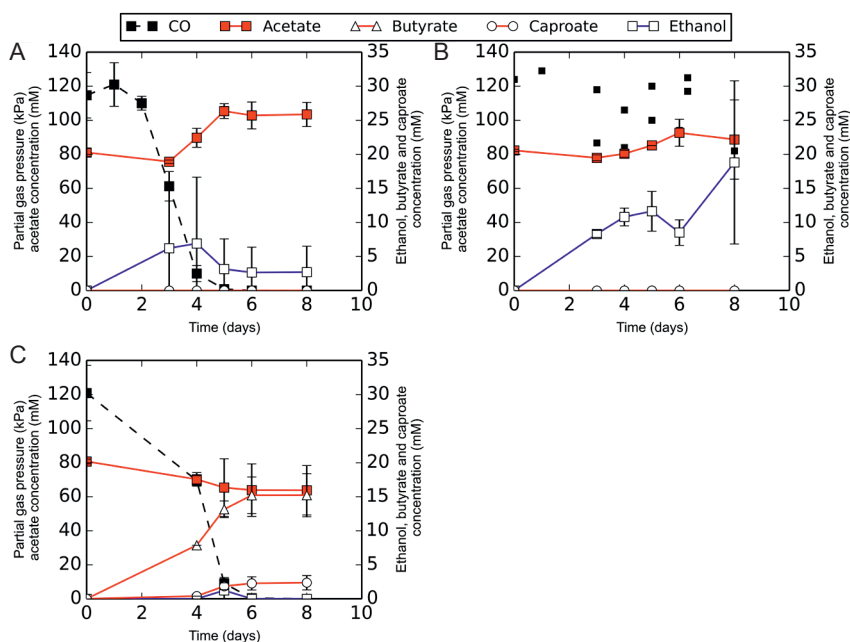 CO Acetate Butyrate Caproate Ethanol
A
140
120
100
80
60
40
20
0
Partial gas pressure (kPa)
acetate concentration (mM)
35
30
25
20
15
10
5
0
Ethanol, butyrate and caproate
concentration (mM)
0 2 4 6 8 10
Time (days)
B
140
120
100
80
60
40
20
0
Partial gas pressure (kPa)
acetate concentration (mM)
35
30
25
20
15
10
5
0
Ethanol, butyrate and caproate
concentration (mM)
0 2 4 6 8 10
Time (days)
C
140
120
100
80
60
40
20
0
Partial gas pressure (kPa)
acetate concentration (mM)
35
30
25
20
15
10
5
0
Ethanol, butyrate and caproate
concentration (mM)
0 2 4 6 8 10
Time (days)